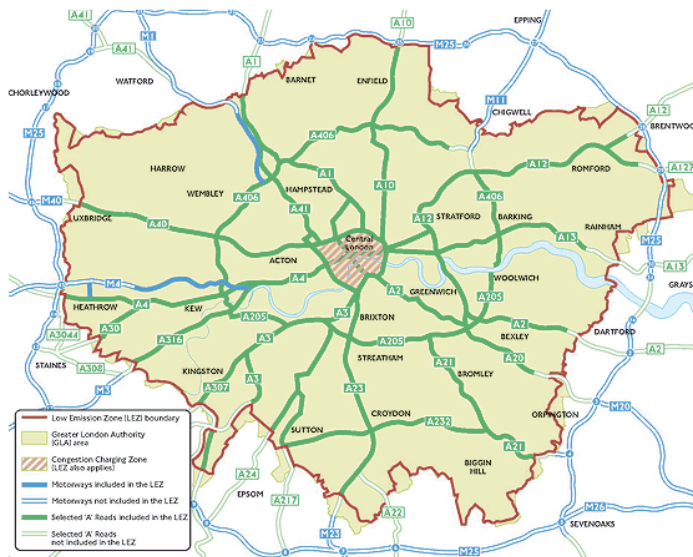 EPPING
A10
M25
A41
M1
A41
A1
BARNET
ENFIELD
WATFORD
CHORLEYWOOD
M11
CHIGWELL
A12
BRENTWOOD
M25
A406
HARROW
A12
ROMFORD
A127
WEMBLEY
A406
HAMPSTEAD
A1
A10
A406
M40
UXBRIDGE
A41
A12
STRATFORD
BARKING
RAINHAM
A40
Central
London
A13
M25
ACTON
A13
M4
A4
WOOLWICH
GRAYS
HEATHROW
A4
KEW
A2
GREENWICH
A205
A3
BRIXTON
A205
A2
A30
A316
A3
A205
BEXLEY
DARTFORD
A3044
STREATHAM
A21
A20
A2
STAINES
A308
KINGSTON
A3
A23
BROMLEY
M3
A307
M20
CROYDON
A232
ORPINGTON
SUTTON
A21
A24
BIGGIN
HILL
EPSOM
A217
A22
M26
M23
M25
SEVENOAKS
Low Emission Zone (LEZ) boundary
Greater London Authority
(GLA) area
Congestion Charging Zone
(LEZ also applies)
Motorways included in the LEZ
Motorways not included in the LEZ
Selected 'A' Roads included in the LEZ
Selected 'A' Roads
not included in the LEZ